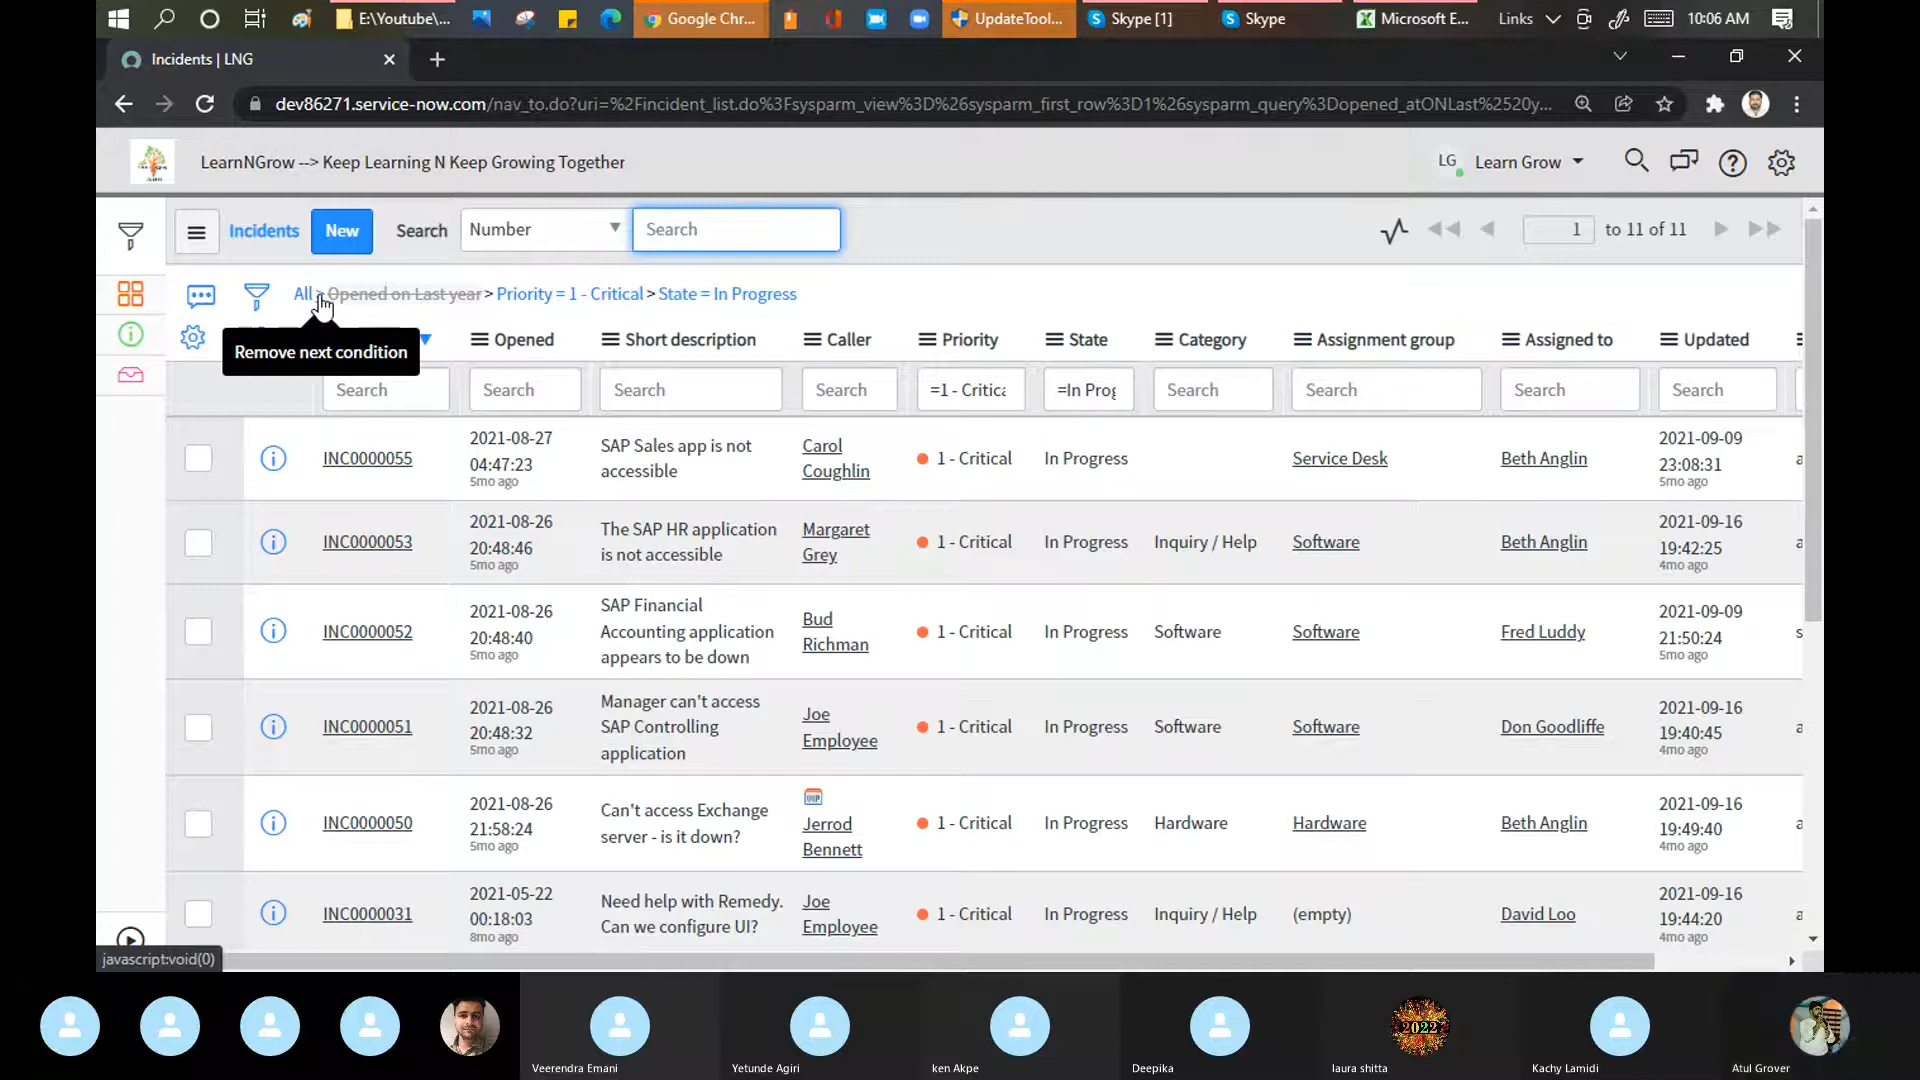 E:\Youtube\... Google Chr... UpdateTool... Skype [1] Skype Microsoft E... Links 10:06 AM
Incidents | LNG
dev86271.service-now.com/nav_to.do?uri=%2Fincident_list.do%3Fsysparm_view%3D%26sysparm_first_row%3D1%26sysparm_query%3Dopened_atONLast%2520y...
LearnNGrow --> Keep Learning N Keep Growing Together LG Learn Grow
Incidents New Search Number Search 1 to 11 of 11
All > Opened on Last year > Priority = 1 - Critical > State = In Progress
Remove next condition
Opened Short description Caller Priority State Category Assignment group Assigned to Updated
Search Search Search Search =1 - Critica =In Prog Search Search Search Search
INC0000055 2021-08-27 04:47:23 5mo ago SAP Sales app is not accessible Carol Coughlin 1 - Critical In Progress Service Desk Beth Anglin 2021-09-09 23:08:31 5mo ago a
INC0000053 2021-08-26 20:48:46 5mo ago The SAP HR application is not accessible Margaret Grey 1 - Critical In Progress Inquiry / Help Software Beth Anglin 2021-09-16 19:42:25 4mo ago a
INC0000052 2021-08-26 20:48:40 5mo ago SAP Financial Accounting application appears to be down Bud Richman 1 - Critical In Progress Software Software Fred Luddy 2021-09-09 21:50:24 5mo ago s
INC0000051 2021-08-26 20:48:32 5mo ago Manager can't access SAP Controlling application Joe Employee 1 - Critical In Progress Software Software Don Goodliffe 2021-09-16 19:40:45 4mo ago a
INC0000050 2021-08-26 21:58:24 5mo ago Can't access Exchange server - is it down? VIP Jerrod Bennett 1 - Critical In Progress Hardware Hardware Beth Anglin 2021-09-16 19:49:40 4mo ago a
INC0000031 2021-05-22 00:18:03 8mo ago Need help with Remedy. Can we configure UI? Joe Employee 1 - Critical In Progress Inquiry / Help (empty) David Loo 2021-09-16 19:44:20 4mo ago a
javascript:void(0)
2022
Veerendra Emani Yetunde Agiri ken Akpe Deepika laura shitta Kachy Lamidi Atul Grover